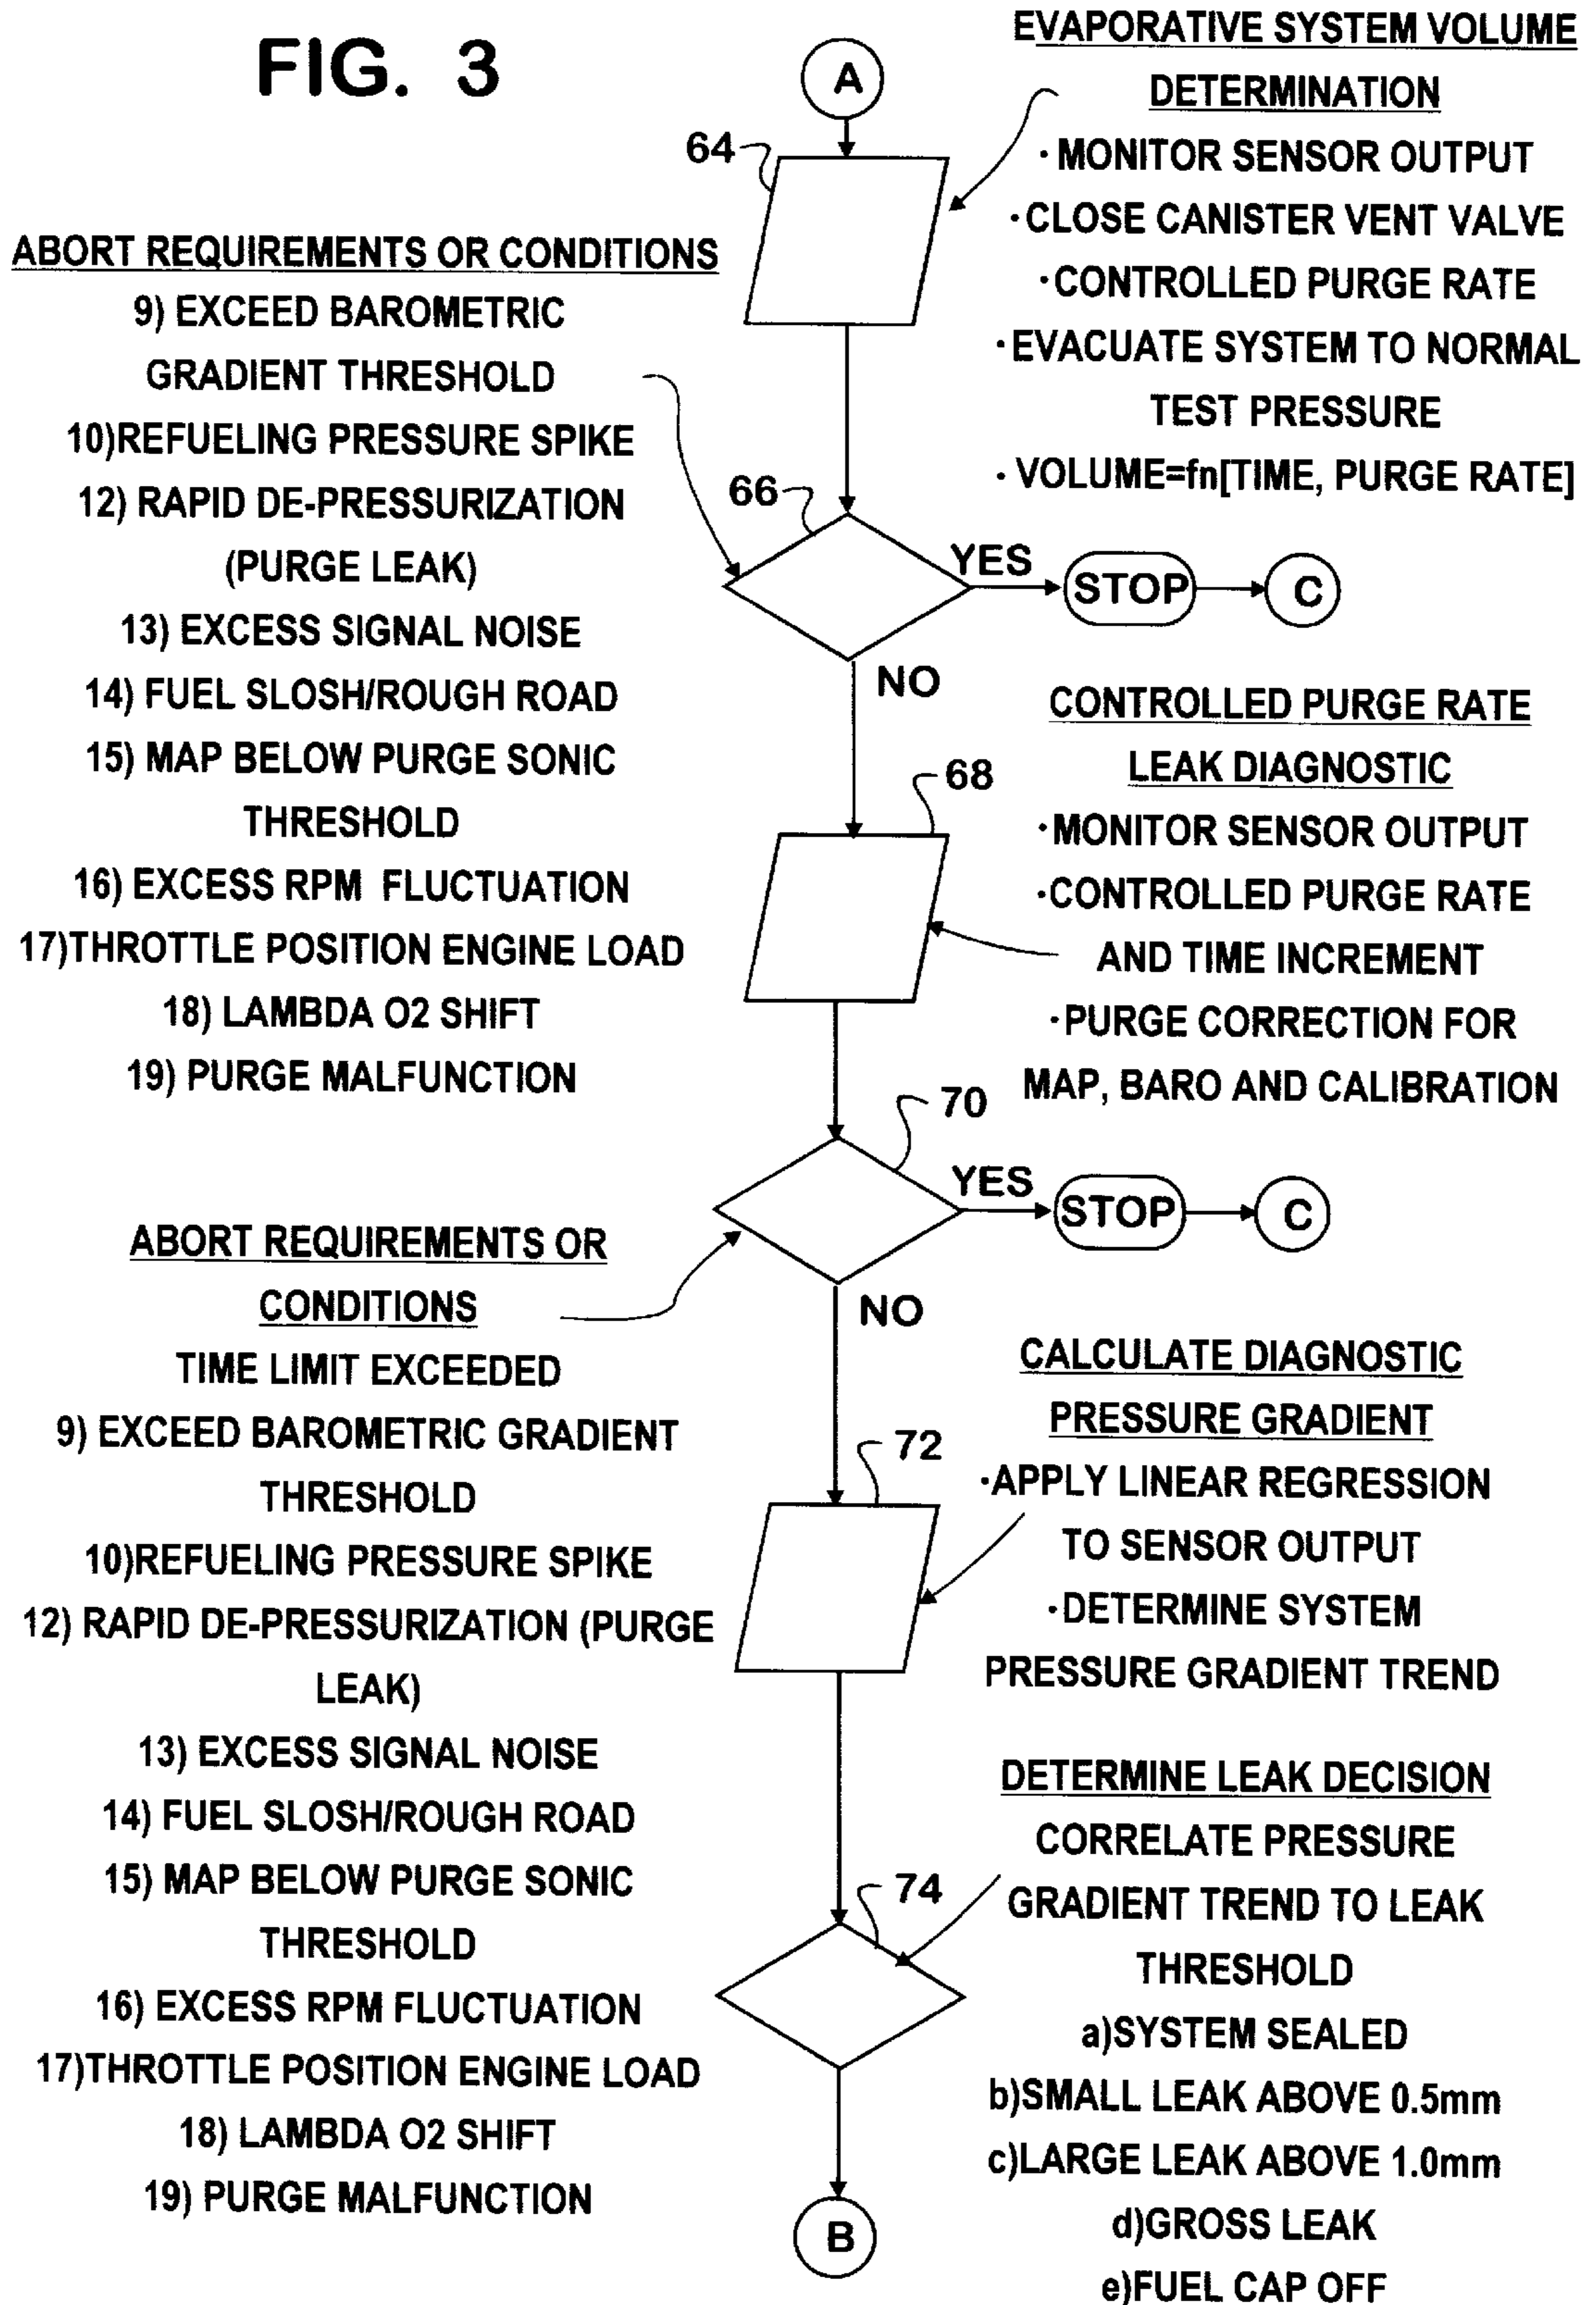 FIG. 3
A
EVAPORATIVE SYSTEM VOLUME
DETERMINATION
· MONITOR SENSOR OUTPUT
·CLOSE CANISTER VENT VALVE
·CONTROLLED PURGE RATE
·EVACUATE SYSTEM TO NORMAL
TEST PRESSURE
· VOLUME=fn[TIME, PURGE RATE]
64
ABORT REQUIREMENTS OR CONDITIONS
9) EXCEED BAROMETRIC
GRADIENT THRESHOLD
10)REFUELING PRESSURE SPIKE
12) RAPID DE-PRESSURIZATION
(PURGE LEAK)
13) EXCESS SIGNAL NOISE
14) FUEL SLOSH/ROUGH ROAD
15) MAP BELOW PURGE SONIC
THRESHOLD
16) EXCESS RPM FLUCTUATION
17)THROTTLE POSITION ENGINE LOAD
18) LAMBDA O2 SHIFT
19) PURGE MALFUNCTION
66
YES
STOP
C
NO
CONTROLLED PURGE RATE
LEAK DIAGNOSTIC
·MONITOR SENSOR OUTPUT
·CONTROLLED PURGE RATE
AND TIME INCREMENT
·PURGE CORRECTION FOR
MAP, BARO AND CALIBRATION
68
70
YES
STOP
C
NO
ABORT REQUIREMENTS OR
CONDITIONS
TIME LIMIT EXCEEDED
9) EXCEED BAROMETRIC GRADIENT
THRESHOLD
10)REFUELING PRESSURE SPIKE
12) RAPID DE-PRESSURIZATION (PURGE
LEAK)
13) EXCESS SIGNAL NOISE
14) FUEL SLOSH/ROUGH ROAD
15) MAP BELOW PURGE SONIC
THRESHOLD
16) EXCESS RPM FLUCTUATION
17)THROTTLE POSITION ENGINE LOAD
18) LAMBDA O2 SHIFT
19) PURGE MALFUNCTION
CALCULATE DIAGNOSTIC
PRESSURE GRADIENT
·APPLY LINEAR REGRESSION
TO SENSOR OUTPUT
·DETERMINE SYSTEM
PRESSURE GRADIENT TREND
72
DETERMINE LEAK DECISION
CORRELATE PRESSURE
GRADIENT TREND TO LEAK
THRESHOLD
a)SYSTEM SEALED
b)SMALL LEAK ABOVE 0.5mm
c)LARGE LEAK ABOVE 1.0mm
d)GROSS LEAK
e)FUEL CAP OFF
74
B